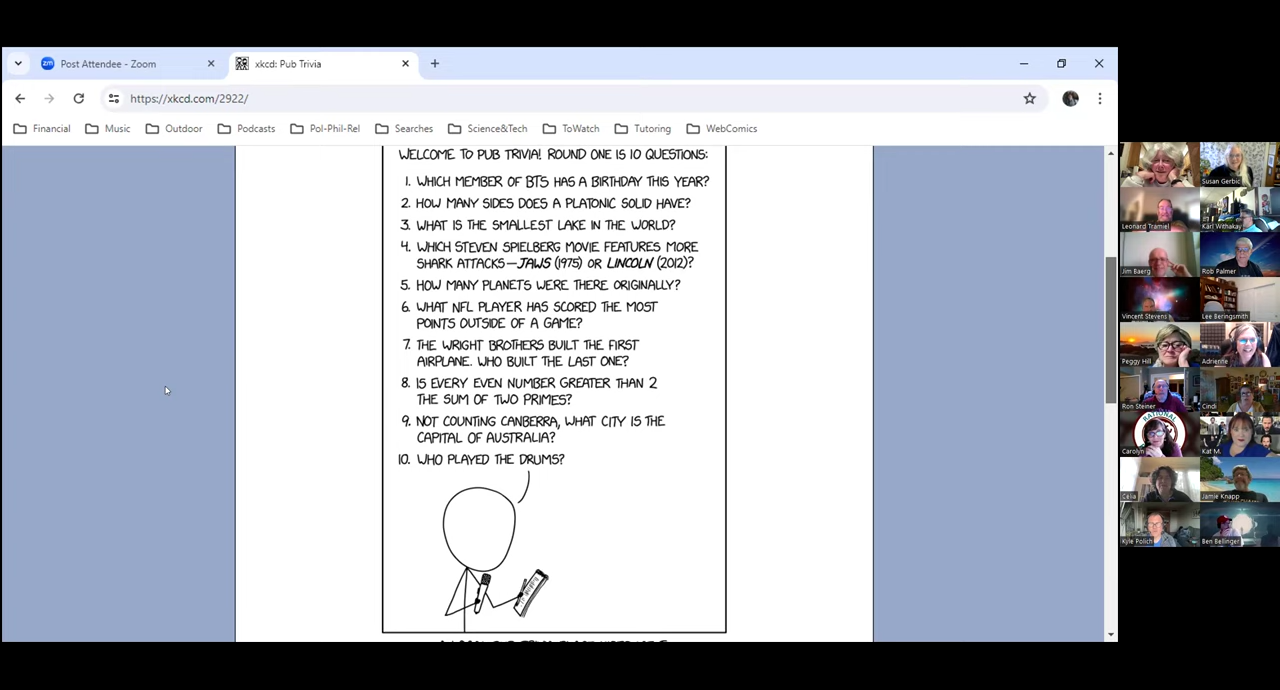 Post Attendee - Zoom
xkcd: Pub Trivia
https://xkcd.com/2922/
Financial
Music
Outdoor
Podcasts
Pol-Phil-Rel
Searches
Science&Tech
ToWatch
Tutoring
WebComics
WELCOME TO PUB TRIVIA! ROUND ONE IS 10 QUESTIONS:
1. WHICH MEMBER OF BTS HAS A BIRTHDAY THIS YEAR?
2. HOW MANY SIDES DOES A PLATONIC SOLID HAVE?
3. WHAT IS THE SMALLEST LAKE IN THE WORLD?
4. WHICH STEVEN SPIELBERG MOVIE FEATURES MORE
SHARK ATTACKS—JAWS (1975) OR LINCOLN (2012)?
5. HOW MANY PLANETS WERE THERE ORIGINALLY?
6. WHAT NFL PLAYER HAS SCORED THE MOST
POINTS OUTSIDE OF A GAME?
7. THE WRIGHT BROTHERS BUILT THE FIRST
AIRPLANE. WHO BUILT THE LAST ONE?
8. IS EVERY EVEN NUMBER GREATER THAN 2
THE SUM OF TWO PRIMES?
9. NOT COUNTING CANBERRA, WHAT CITY IS THE
CAPITAL OF AUSTRALIA?
10. WHO PLAYED THE DRUMS?
Susan Gerbic
Leonard Tramiel
Karl Withakay
Jim Baerg
Rob Palmer
Vincent Stevens
Lee Beringsmith
Peggy Hill
Adrienne
Ron Steiner
Cindi
NATIONAL
Carolyn
Kat M.
Celia
Jamie Knapp
Kyle Polich
Ben Bellinger